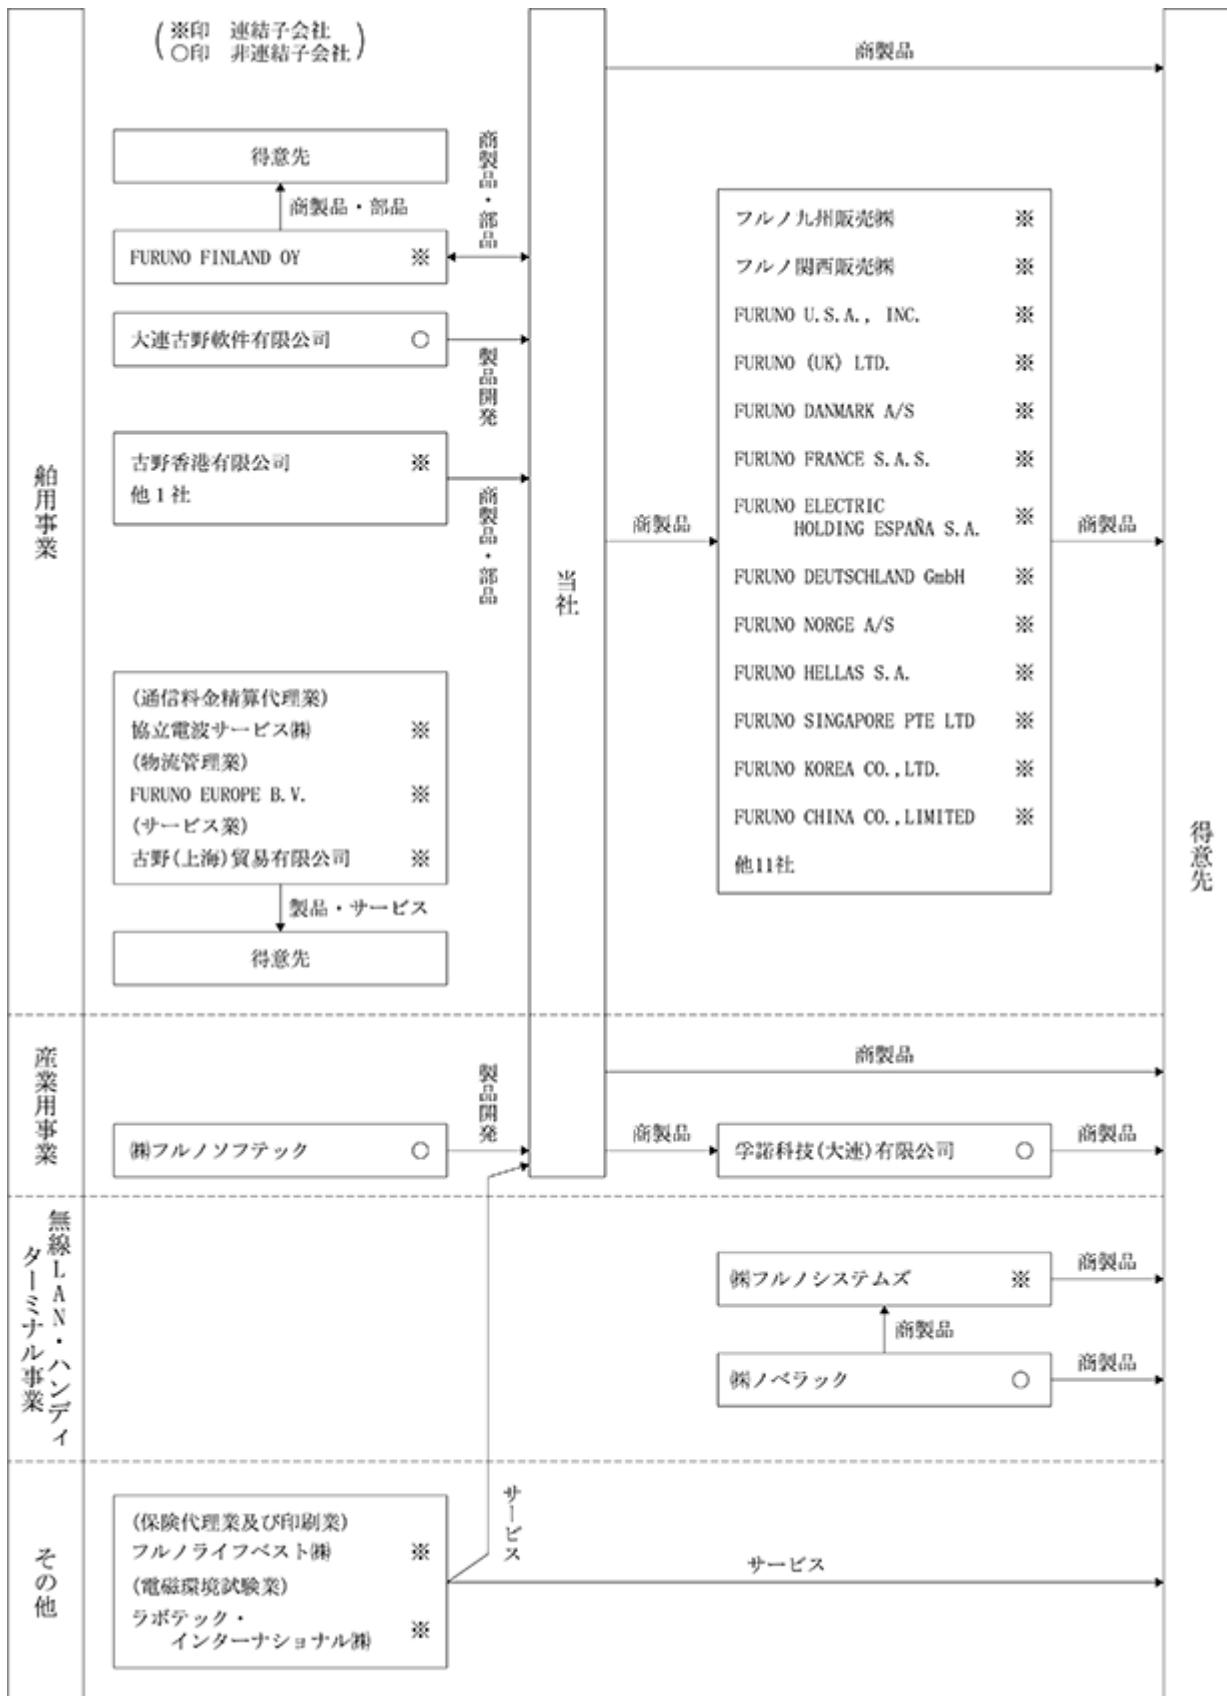 ※印 連結子会社
○印 非連結子会社
舶用事業
得意先
商製品・部品
FURUNO FINLAND OY ※
商製品・部品
大連古野軟件有限公司 ○
製品開発
古野香港有限公司 ※
他1社
商製品・部品
(通信料金精算代理業)
協立電波サービス㈱ ※
(物流管理業)
FURUNO EUROPE B.V. ※
(サービス業)
古野(上海)貿易有限公司 ※
製品・サービス
得意先
当社
商製品
商製品
フルノ九州販売㈱ ※
フルノ関西販売㈱ ※
FURUNO U.S.A., INC. ※
FURUNO (UK) LTD. ※
FURUNO DANMARK A/S ※
FURUNO FRANCE S.A.S. ※
FURUNO ELECTRIC
HOLDING ESPAÑA S.A. ※
FURUNO DEUTSCHLAND GmbH ※
FURUNO NORGE A/S ※
FURUNO HELLAS S.A. ※
FURUNO SINGAPORE PTE LTD ※
FURUNO KOREA CO.,LTD. ※
FURUNO CHINA CO.,LIMITED ※
他11社
商製品
得意先
産業用事業
㈱フルノソフテック ○
製品開発
商製品
商製品
孚諾科技(大連)有限公司 ○
商製品
無線LAN・ハンディ
ターミナル事業
㈱フルノシステムズ ※
商製品
商製品
㈱ノベラック ○
商製品
その他
(保険代理業及び印刷業)
フルノライフベスト㈱ ※
(電磁環境試験業)
ラボテック・
インターナショナル㈱ ※
サービス
サービス